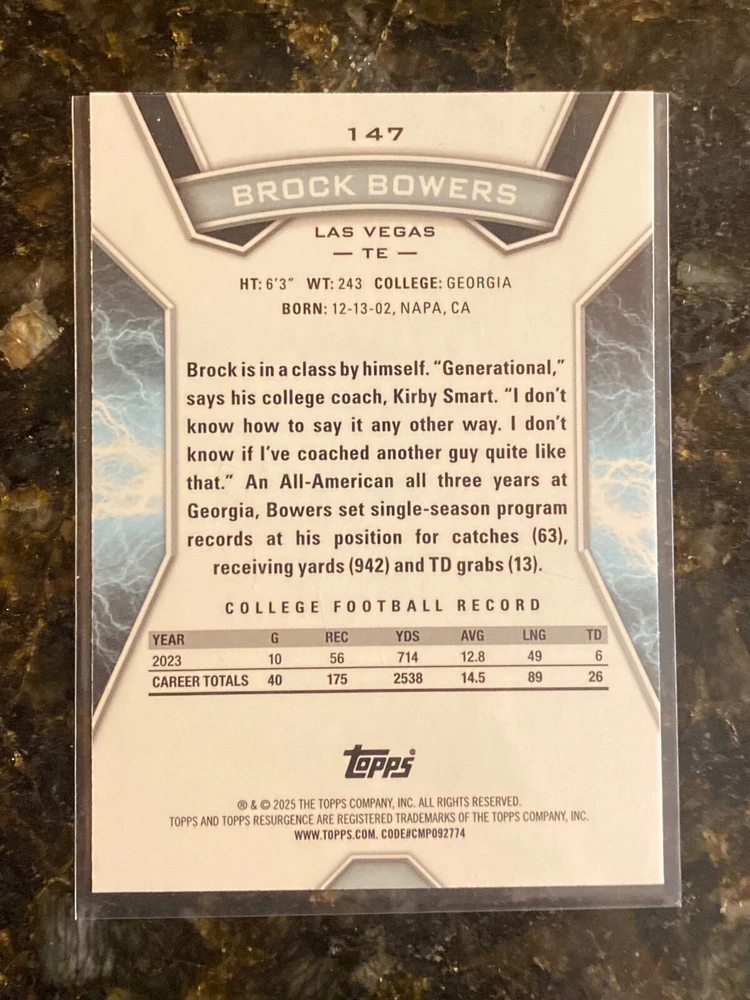 147
BROCK BOWERS
LAS VEGAS
— TE —
HT: 6'3" WT: 243 COLLEGE: GEORGIA
BORN: 12-13-02, NAPA, CA
Brock is in a class by himself. “Generational,”
says his college coach, Kirby Smart. “I don’t
know how to say it any other way. I don’t
know if I’ve coached another guy quite like
that.” An All-American all three years at
Georgia, Bowers set single-season program
records at his position for catches (63),
receiving yards (942) and TD grabs (13).
COLLEGE FOOTBALL RECORD
YEAR G REC YDS AVG LNG TD
2023 10 56 714 12.8 49 6
CAREER TOTALS 40 175 2538 14.5 89 26
topps®
® & © 2025 THE TOPPS COMPANY, INC. ALL RIGHTS RESERVED.
TOPPS AND TOPPS RESURGENCE ARE REGISTERED TRADEMARKS OF THE TOPPS COMPANY, INC.
WWW.TOPPS.COM. CODE#CMP092774